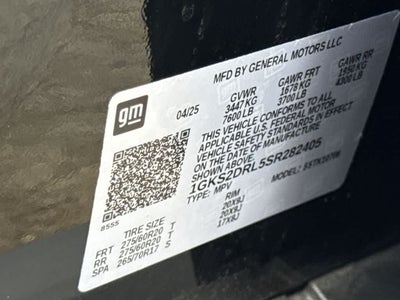 gm
MFD BY GENERAL MOTORS LLC
04/25
GVWR GAWR FRT GAWR RR
3447 KG 1678 KG 1950 KG
7600 LB 3700 LB 4300 LB
THIS VEHICLE CONFORMS TO ALL
APPLICABLE U.S. FEDERAL MOTOR
VEHICLE SAFETY STANDARDS IN EFFECT
ON THE DATE OF MANUFACTURE
SHOWN ABOVE.
1GKS2DRL5SR282405
TYPE: MPV MODEL:
8555
TIRE SIZE RIM
FRT 275/60R20 T 20X9J
RR 275/60R20 T 20X9J
SPA 265/70R17 S 17X8J